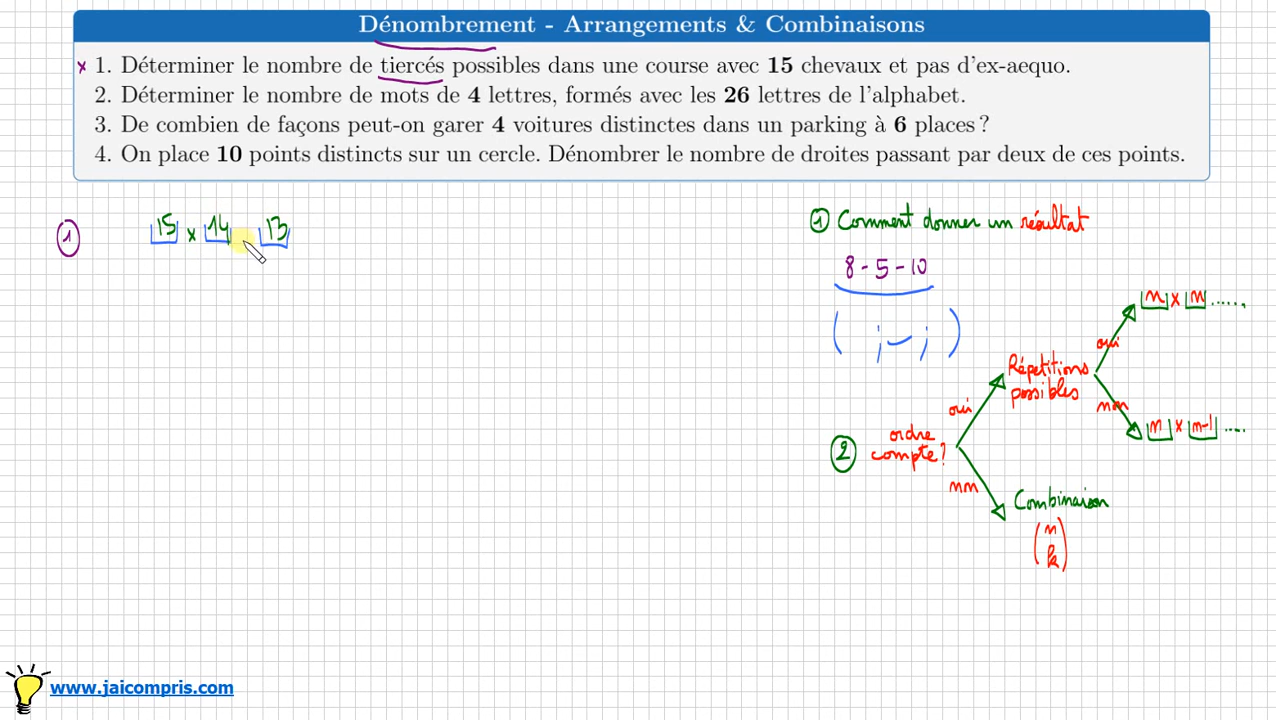 Dénombrement - Arrangements & Combinaisons
x 1. Déterminer le nombre de tiercés possibles dans une course avec 15 chevaux et pas d'ex-aequo.
2. Déterminer le nombre de mots de 4 lettres, formés avec les 26 lettres de l'alphabet.
3. De combien de façons peut-on garer 4 voitures distinctes dans un parking à 6 places ?
4. On place 10 points distincts sur un cercle. Dénombrer le nombre de droites passant par deux de ces points.
① 15 x 14 13
① Comment donner un résultat
8 - 5 - 10
( ; ; )
② ordre compte ?
oui
Répetitions possibles
oui
n x n ......
non
n x n-1 ....
non
Combinaison
(n
k)
www.jaicompris.com